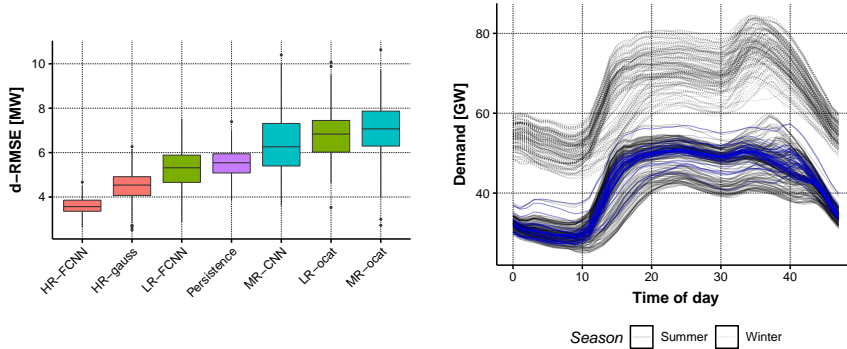 d−RMSE [MW]
10
8
6
4
HR−FCNN
HR−gauss
LR−FCNN
Persistence
MR−CNN
LR−ocat
MR−ocat
Demand [GW]
80
60
40
0
10
20
30
40
Time of day
Season
Summer
Winter